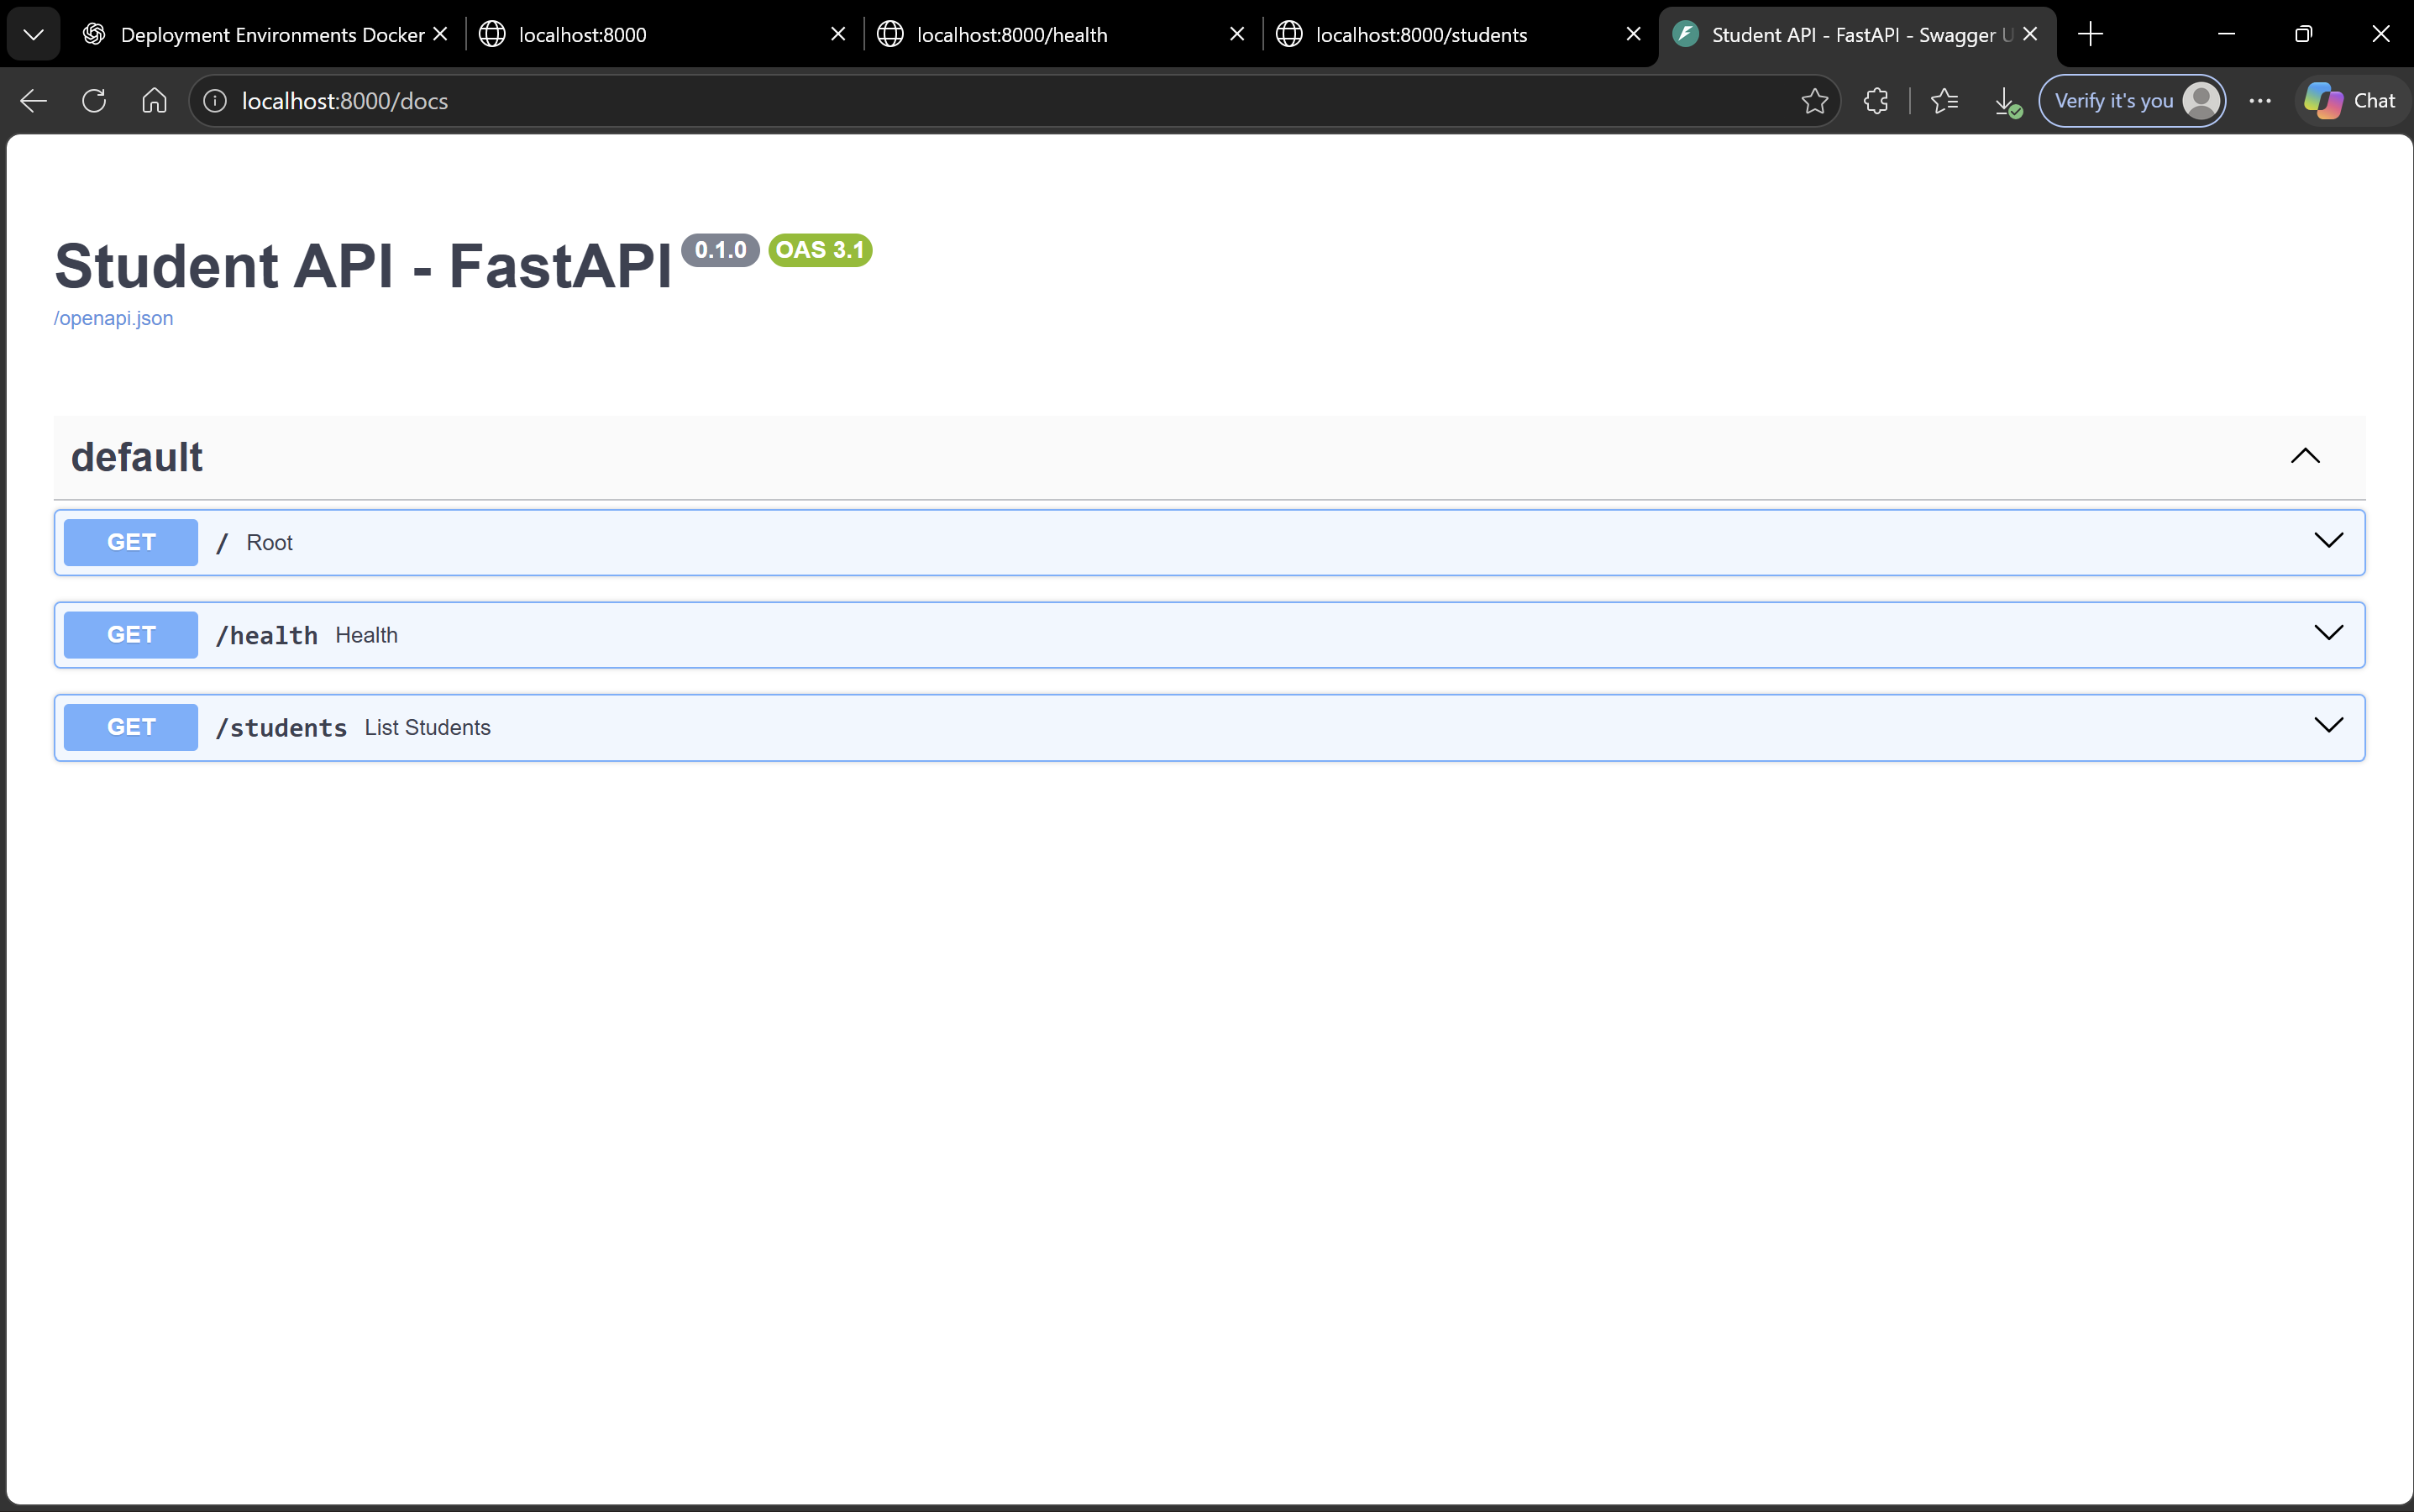 Deployment Environments Docker
localhost:8000
localhost:8000/health
localhost:8000/students
Student API - FastAPI - Swagger U
localhost:8000/docs
Verify it's you
Chat
Student API - FastAPI 0.1.0 OAS 3.1
/openapi.json
default
GET / Root
GET /health Health
GET /students List Students